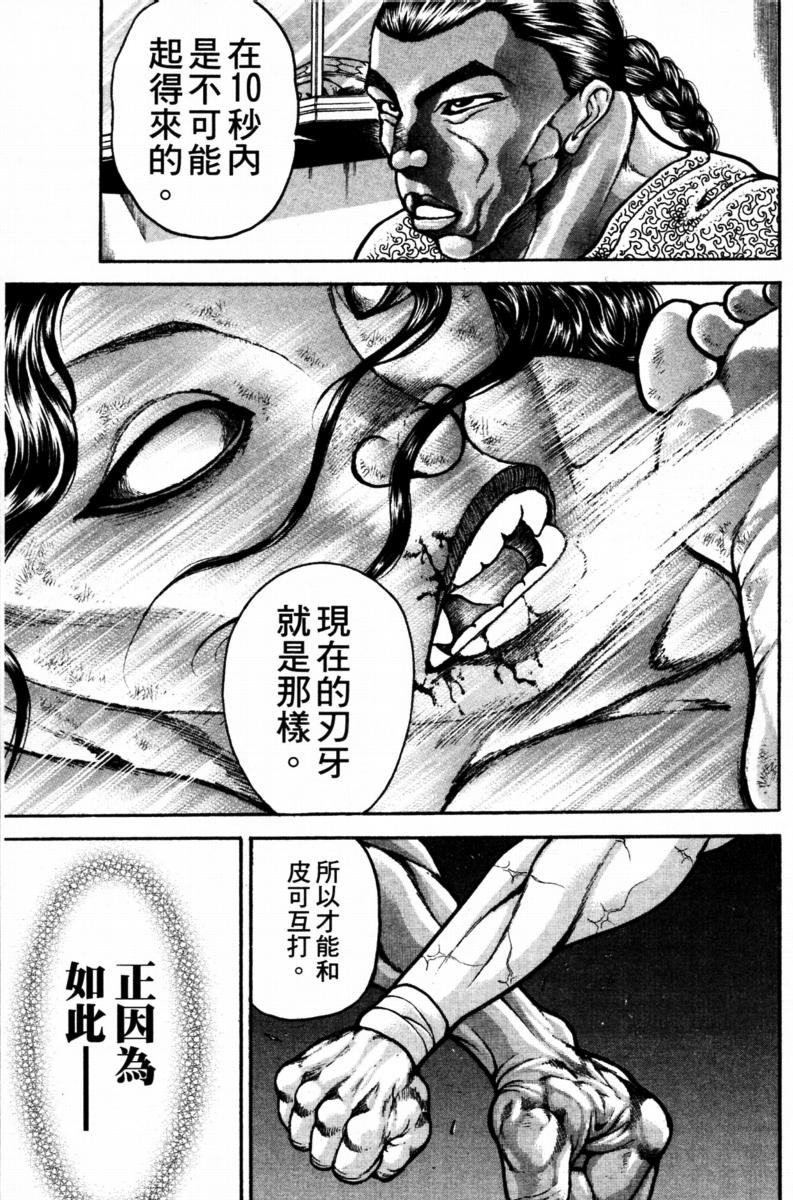 在10秒內
是不可能
起得來的。
現在的刃牙
就是那樣。
所以才能和
皮可互打。
正因為
如此──